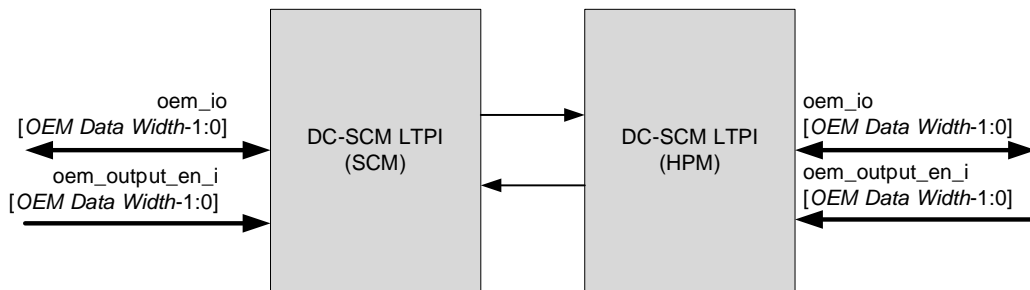 oem_io
[OEM Data Width-1:0]
oem_output_en_i
[OEM Data Width-1:0]
DC-SCM LTPI
(SCM)
DC-SCM LTPI
(HPM)
oem_io
[OEM Data Width-1:0]
oem_output_en_i
[OEM Data Width-1:0]